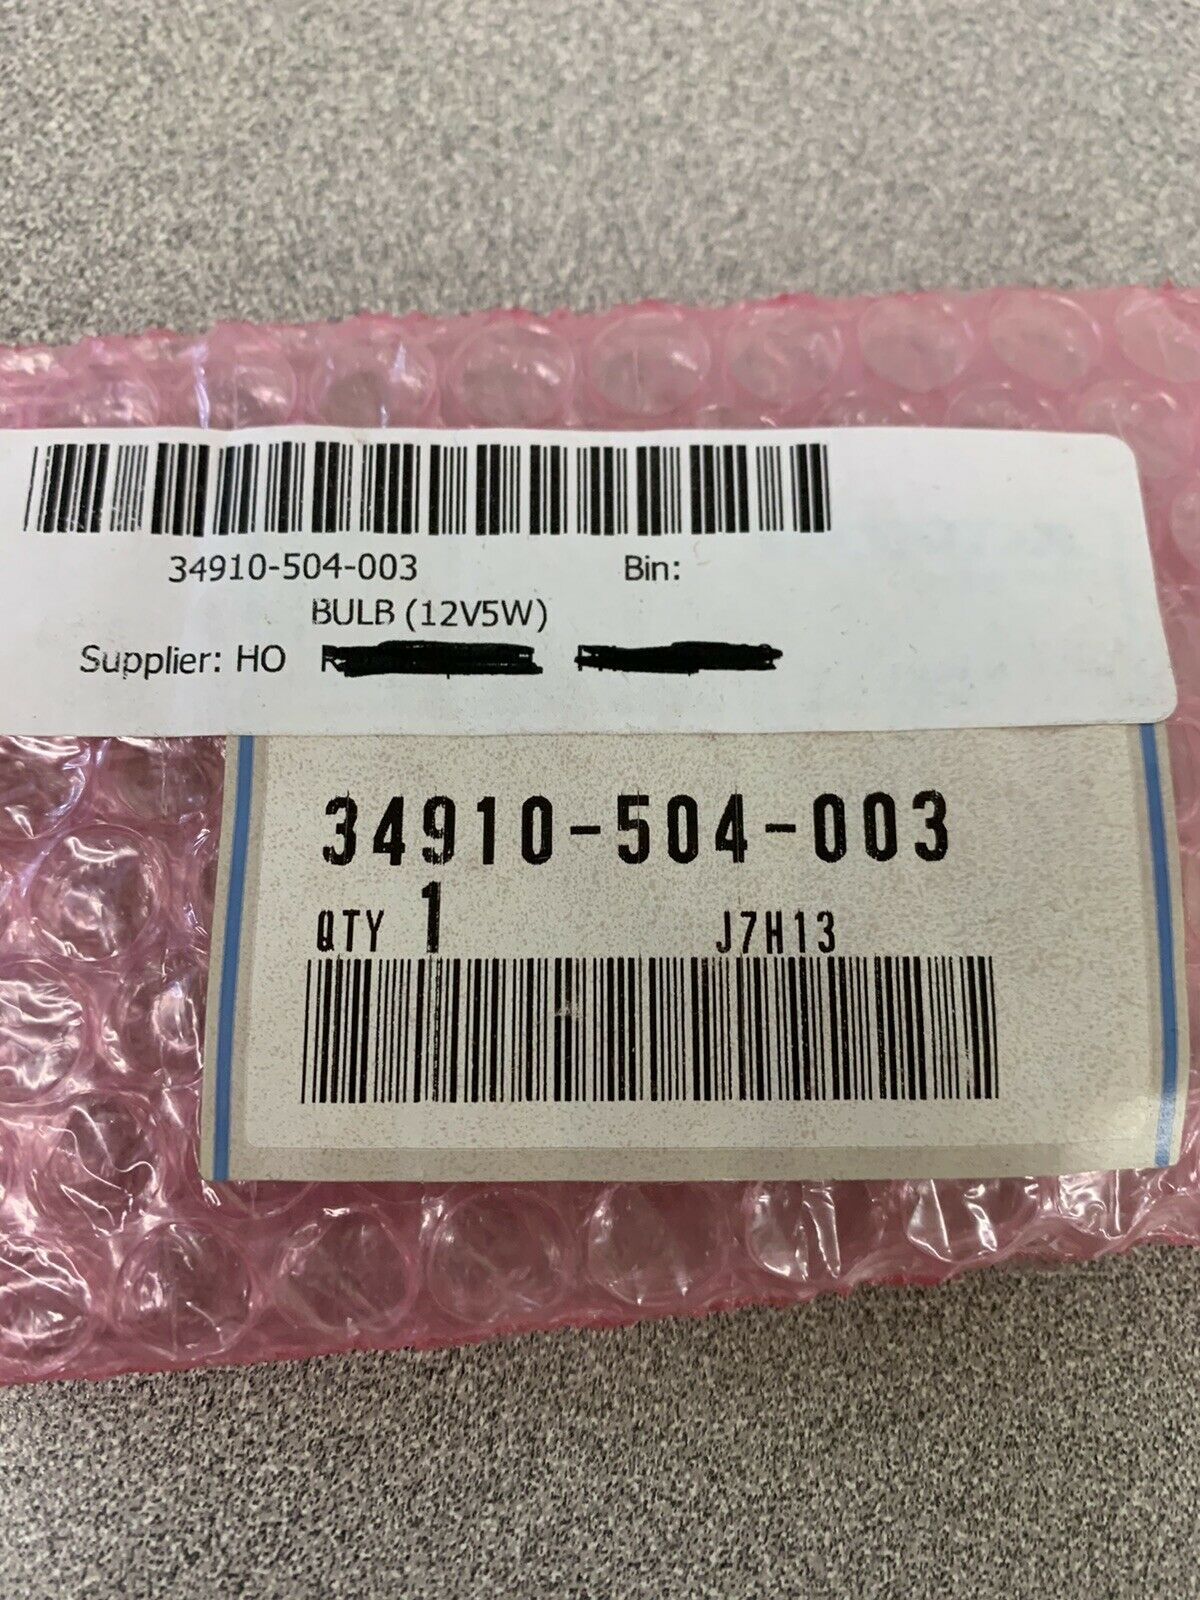 34910-504-003 Bin:
BULB (12V5W)
Supplier: HO
34910-504-003
QTY 1 J7H13